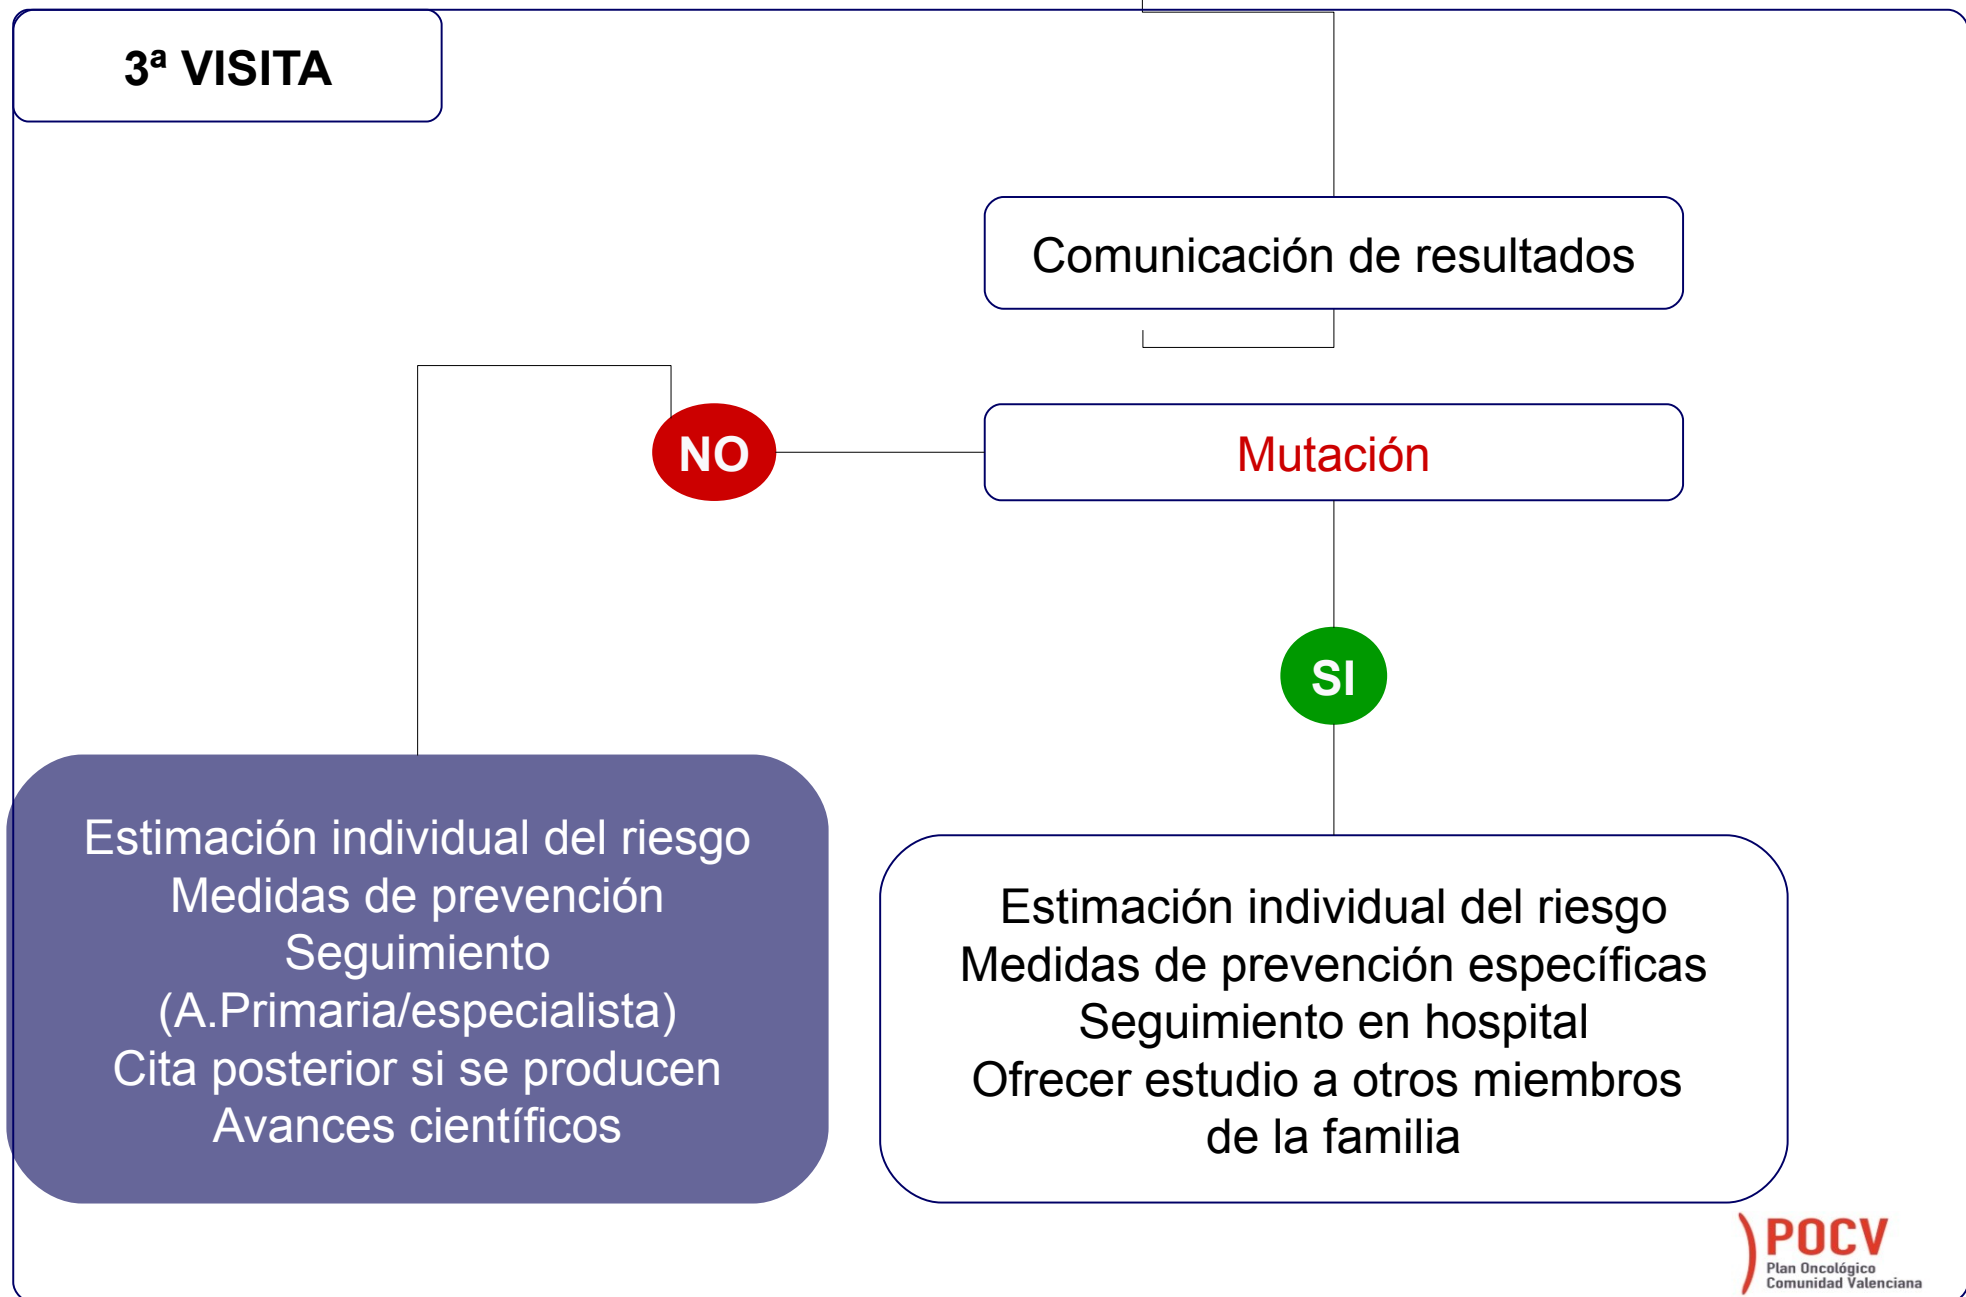 3ª VISITA
Comunicación de resultados
NO
Mutación
SI
Estimación individual del riesgo
Medidas de prevención
Seguimiento
(A.Primaria/especialista)
Cita posterior si se producen
Avances científicos
Estimación individual del riesgo
Medidas de prevención específicas
Seguimiento en hospital
Ofrecer estudio a otros miembros
de la familia
POCV
Plan Oncológico
Comunidad Valenciana